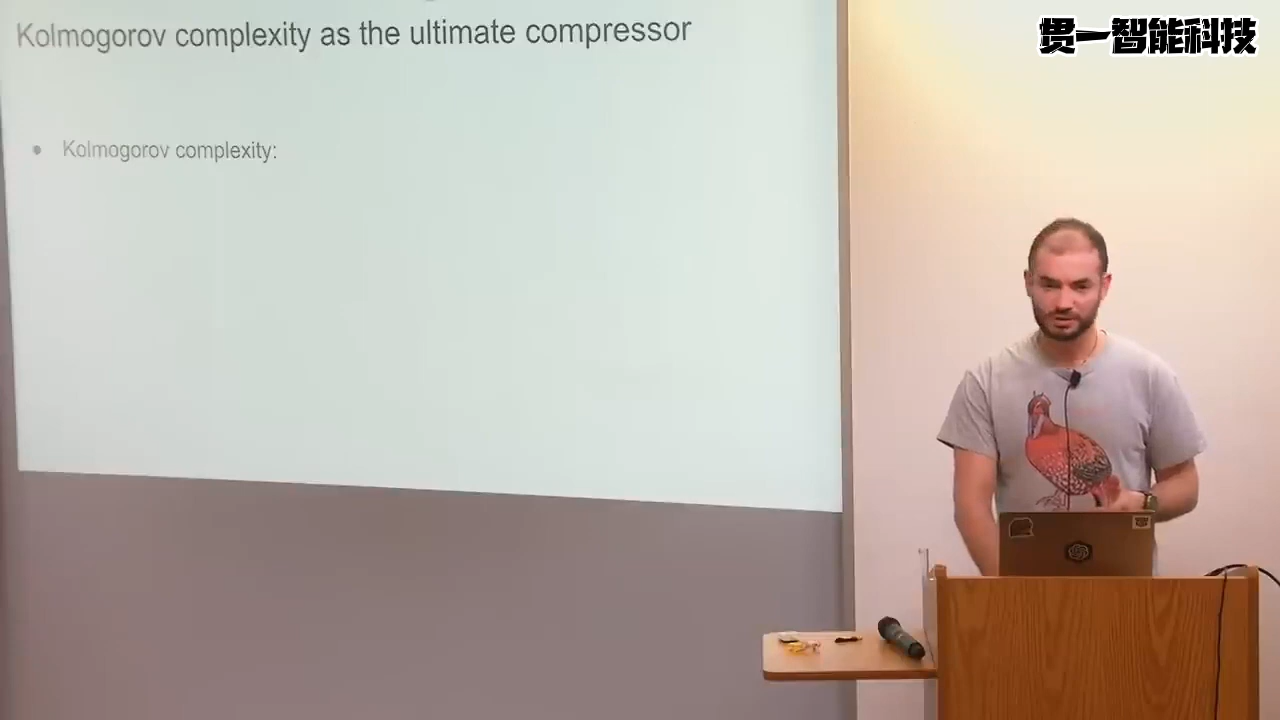 Kolmogorov complexity as the ultimate compressor
贯一智能科技
• Kolmogorov complexity: